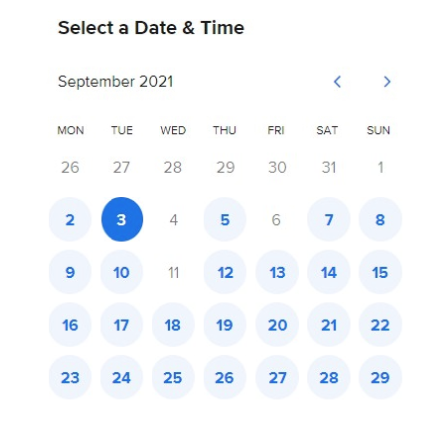 Select a Date & Time
September 2021
MON TUE WED THU FRI SAT SUN
26 27 28 29 30 31 1
2 3 4 5 6 7 8
9 10 11 12 13 14 15
16 17 18 19 20 21 22
23 24 25 26 27 28 29